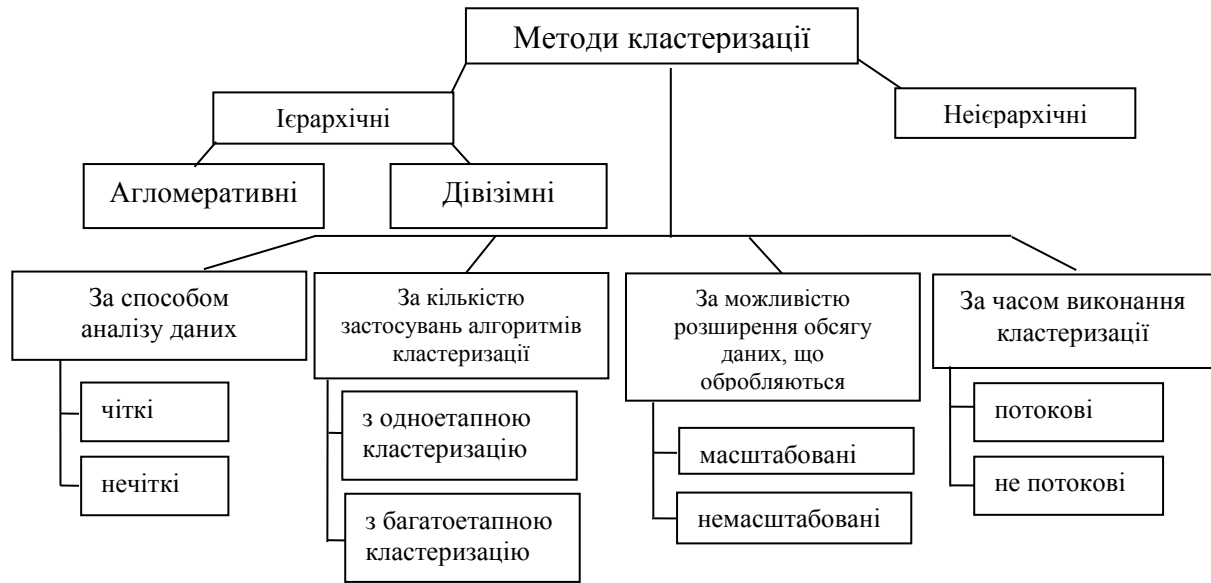 Методи кластеризації
Ієрархічні
Неієрархічні
Агломеративні
Дівізімні
За способом
аналізу даних
чіткі
нечіткі
За кількістю
застосувань алгоритмів
кластеризації
з одноетапною
кластеризацію
з багатоетапною
кластеризацію
За можливістю
розширення обсягу
даних, що
обробляються
масштабовані
немасштабовані
За часом виконання
кластеризації
потокові
не потокові